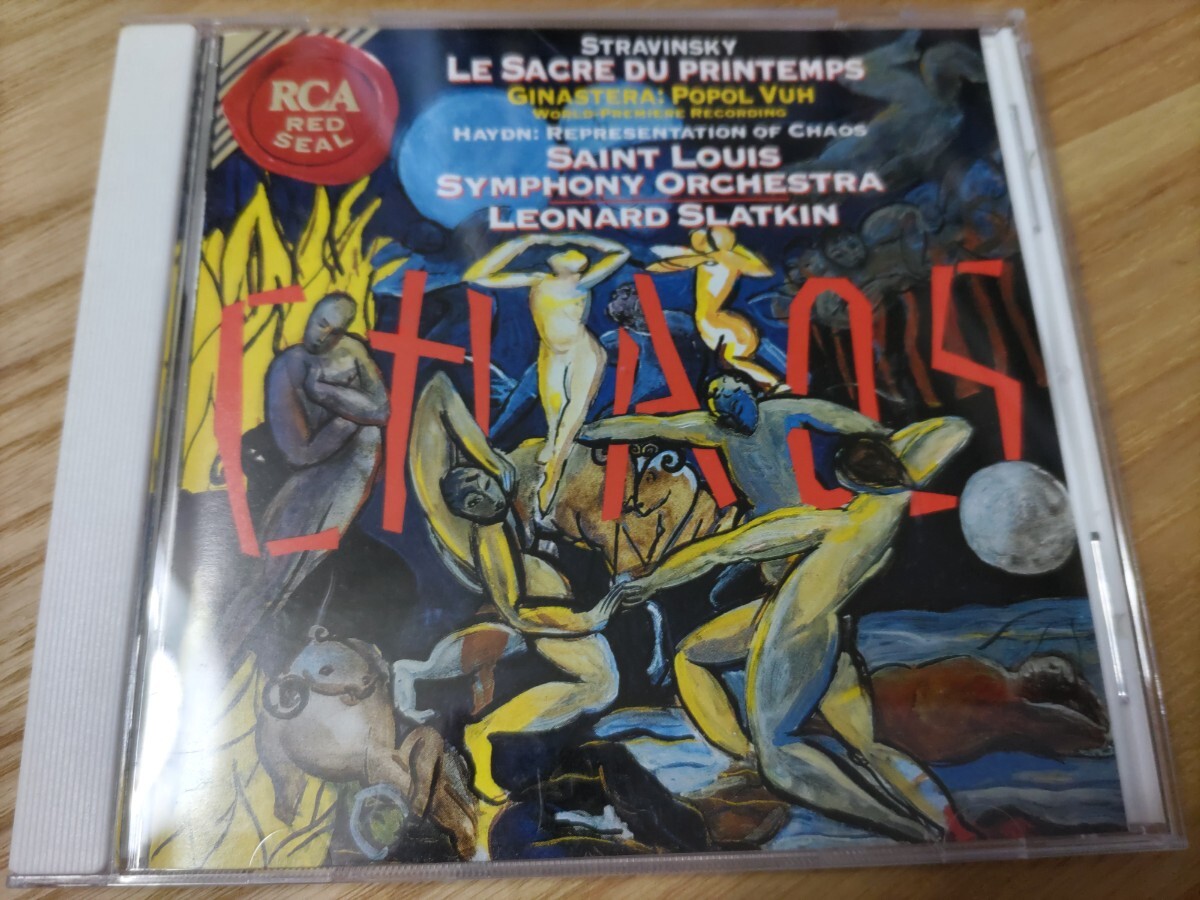 RCA
RED
SEAL
STRAVINSKY
LE SACRE DU PRINTEMPS
GINASTERA: POPOL VUH
WORLD-PREMIERE RECORDING
HAYDN: REPRESENTATION OF CHAOS
SAINT LOUIS
SYMPHONY ORCHESTRA
LEONARD SLATKIN
CHAOS